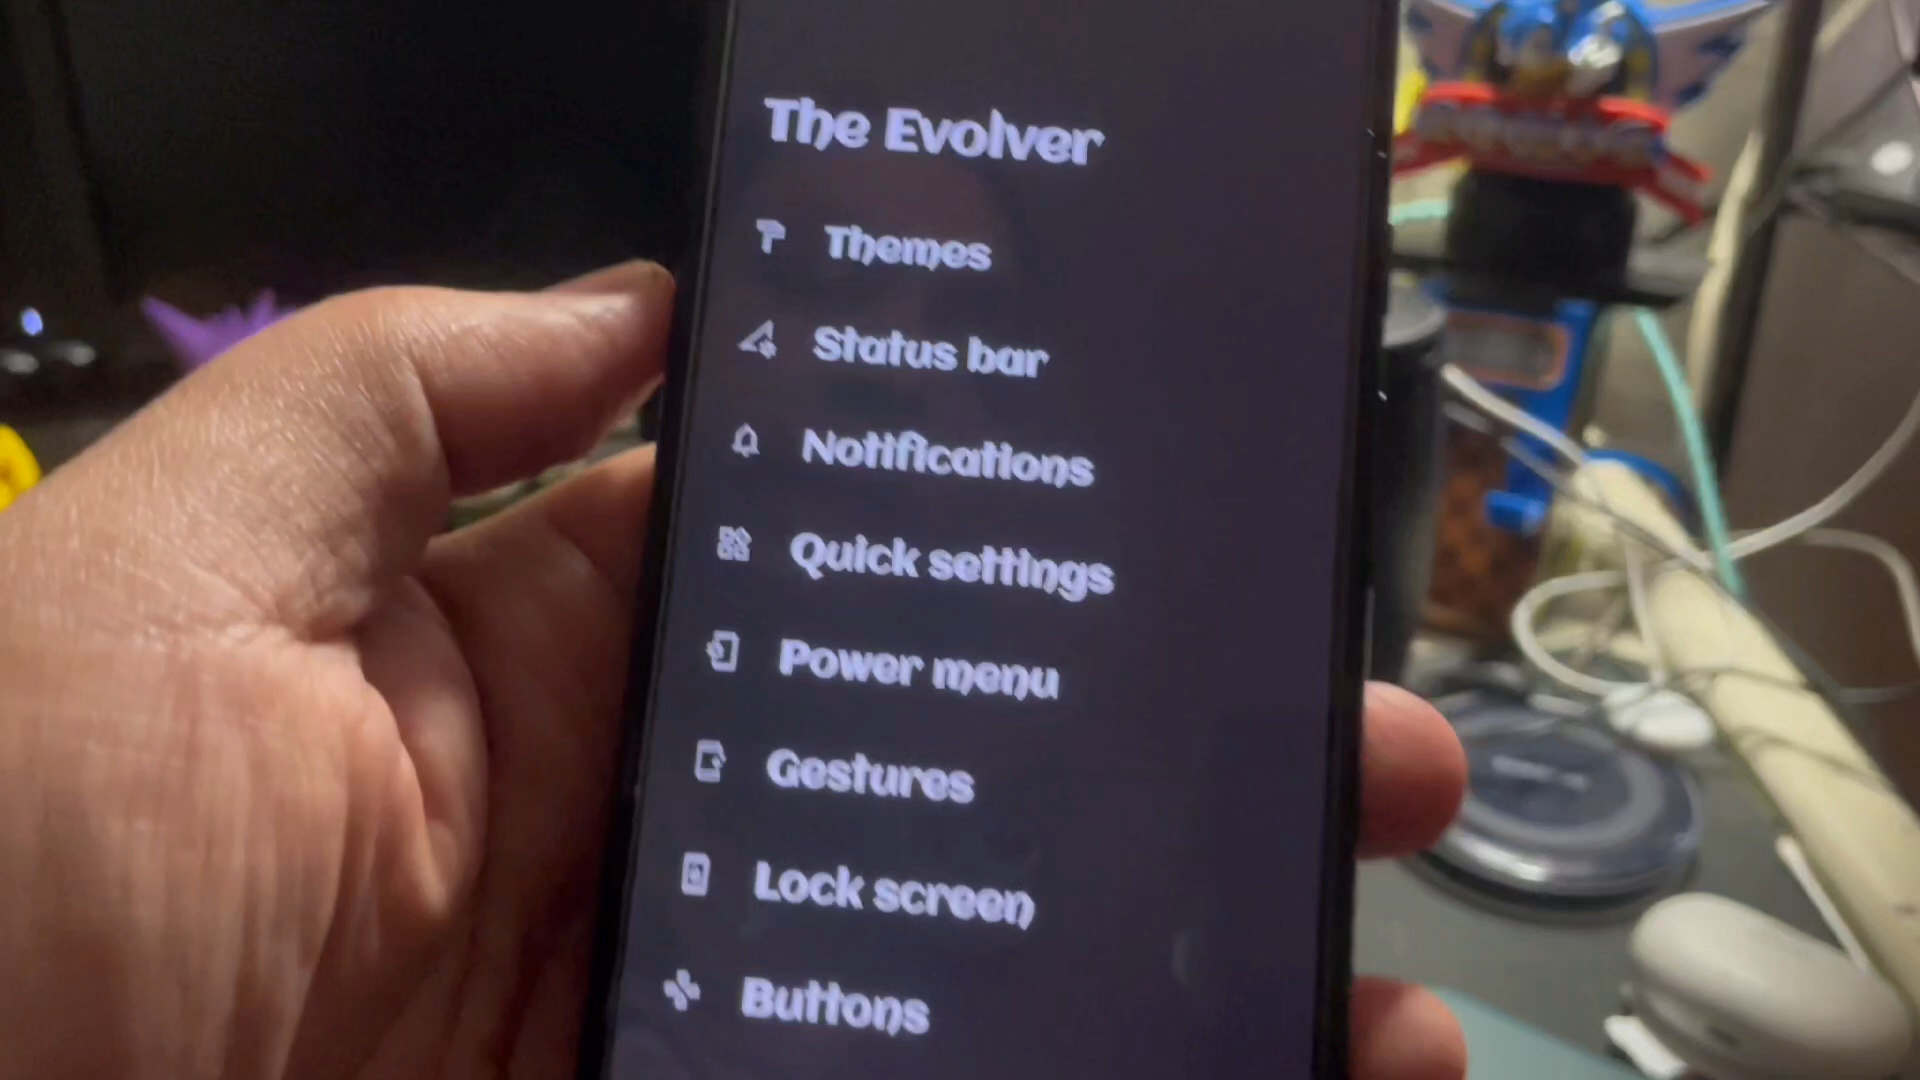 The Evolver
Themes
Status bar
Notifications
Quick settings
Power menu
Gestures
Lock screen
Buttons